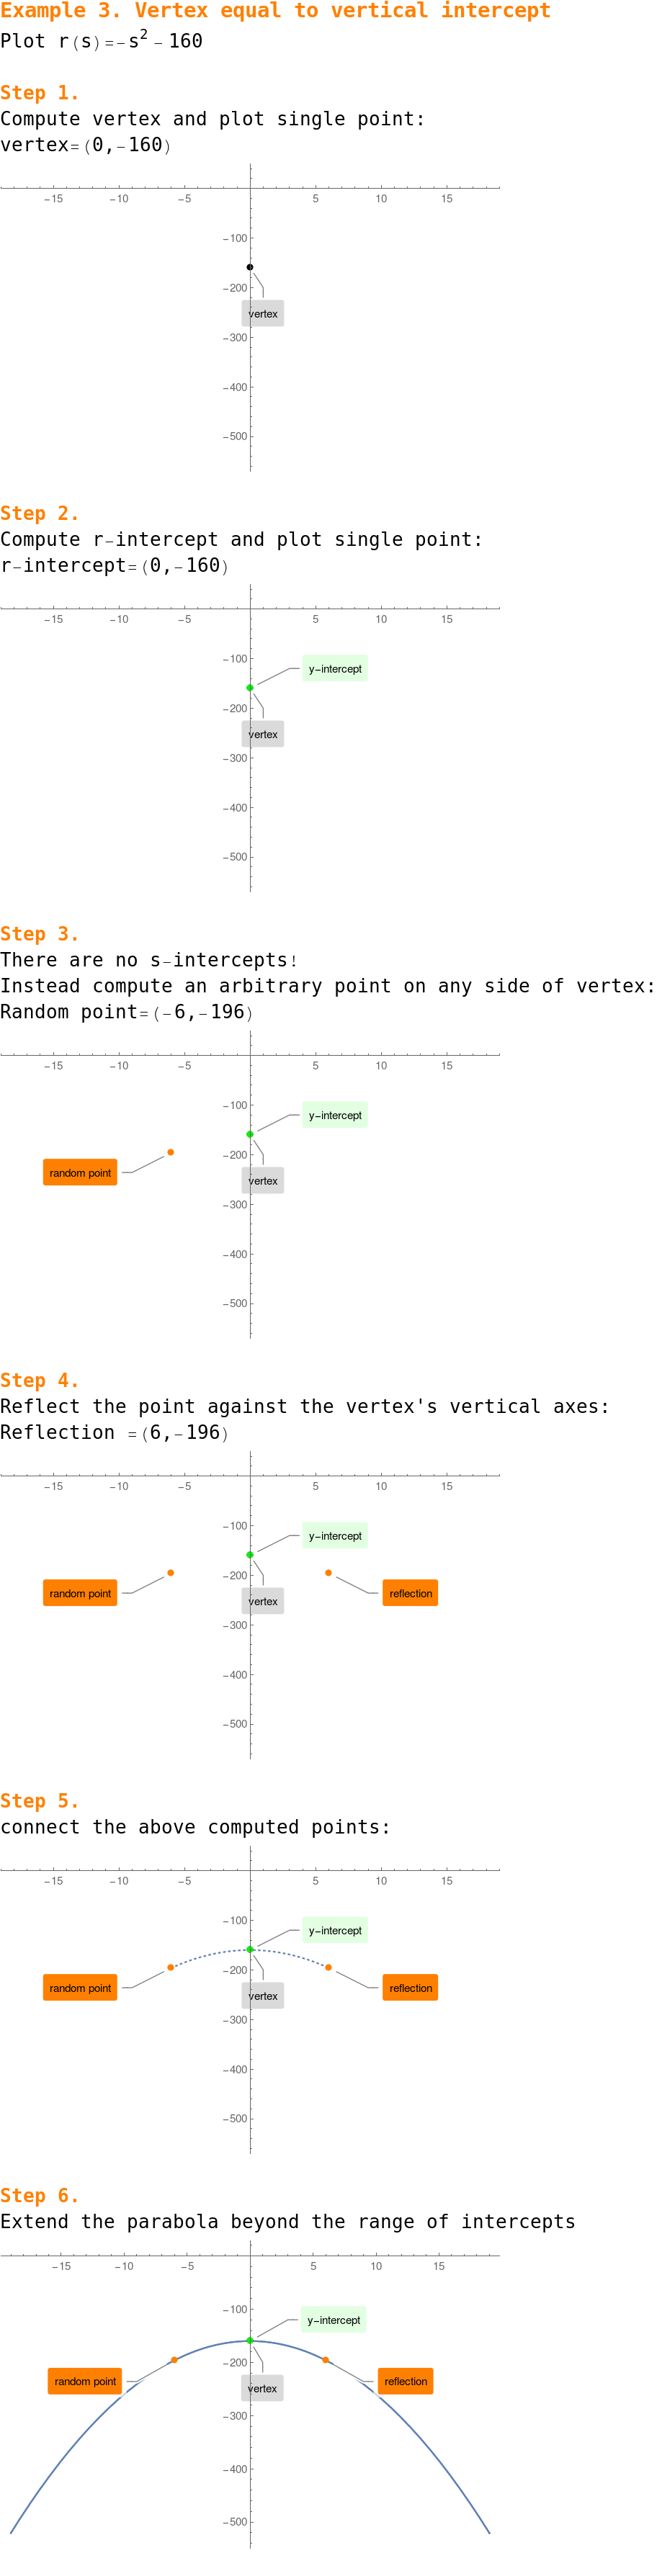 Example 3. Vertex equal to vertical intercept
Plot r(s)=-s² - 160
Step 1.
Compute vertex and plot single point:
vertex=(0,-160)
-15 -10 -5 5 10 15
-100
-200
vertex
-300
-400
-500
Step 2.
Compute r-intercept and plot single point:
r-intercept=(0,-160)
-15 -10 -5 5 10 15
-100
y-intercept
-200
vertex
-300
-400
-500
Step 3.
There are no s-intercepts!
Instead compute an arbitrary point on any side of vertex:
Random point=(-6,-196)
-15 -10 -5 5 10 15
-100
y-intercept
-200
random point
vertex
-300
-400
-500
Step 4.
Reflect the point against the vertex's vertical axes:
Reflection =(6,-196)
-15 -10 -5 5 10 15
-100
y-intercept
-200
random point reflection
vertex
-300
-400
-500
Step 5.
connect the above computed points:
-15 -10 -5 5 10 15
-100
y-intercept
-200
random point reflection
vertex
-300
-400
-500
Step 6.
Extend the parabola beyond the range of intercepts
-15 -10 -5 5 10 15
-100
y-intercept
-200
random point reflection
vertex
-300
-400
-500